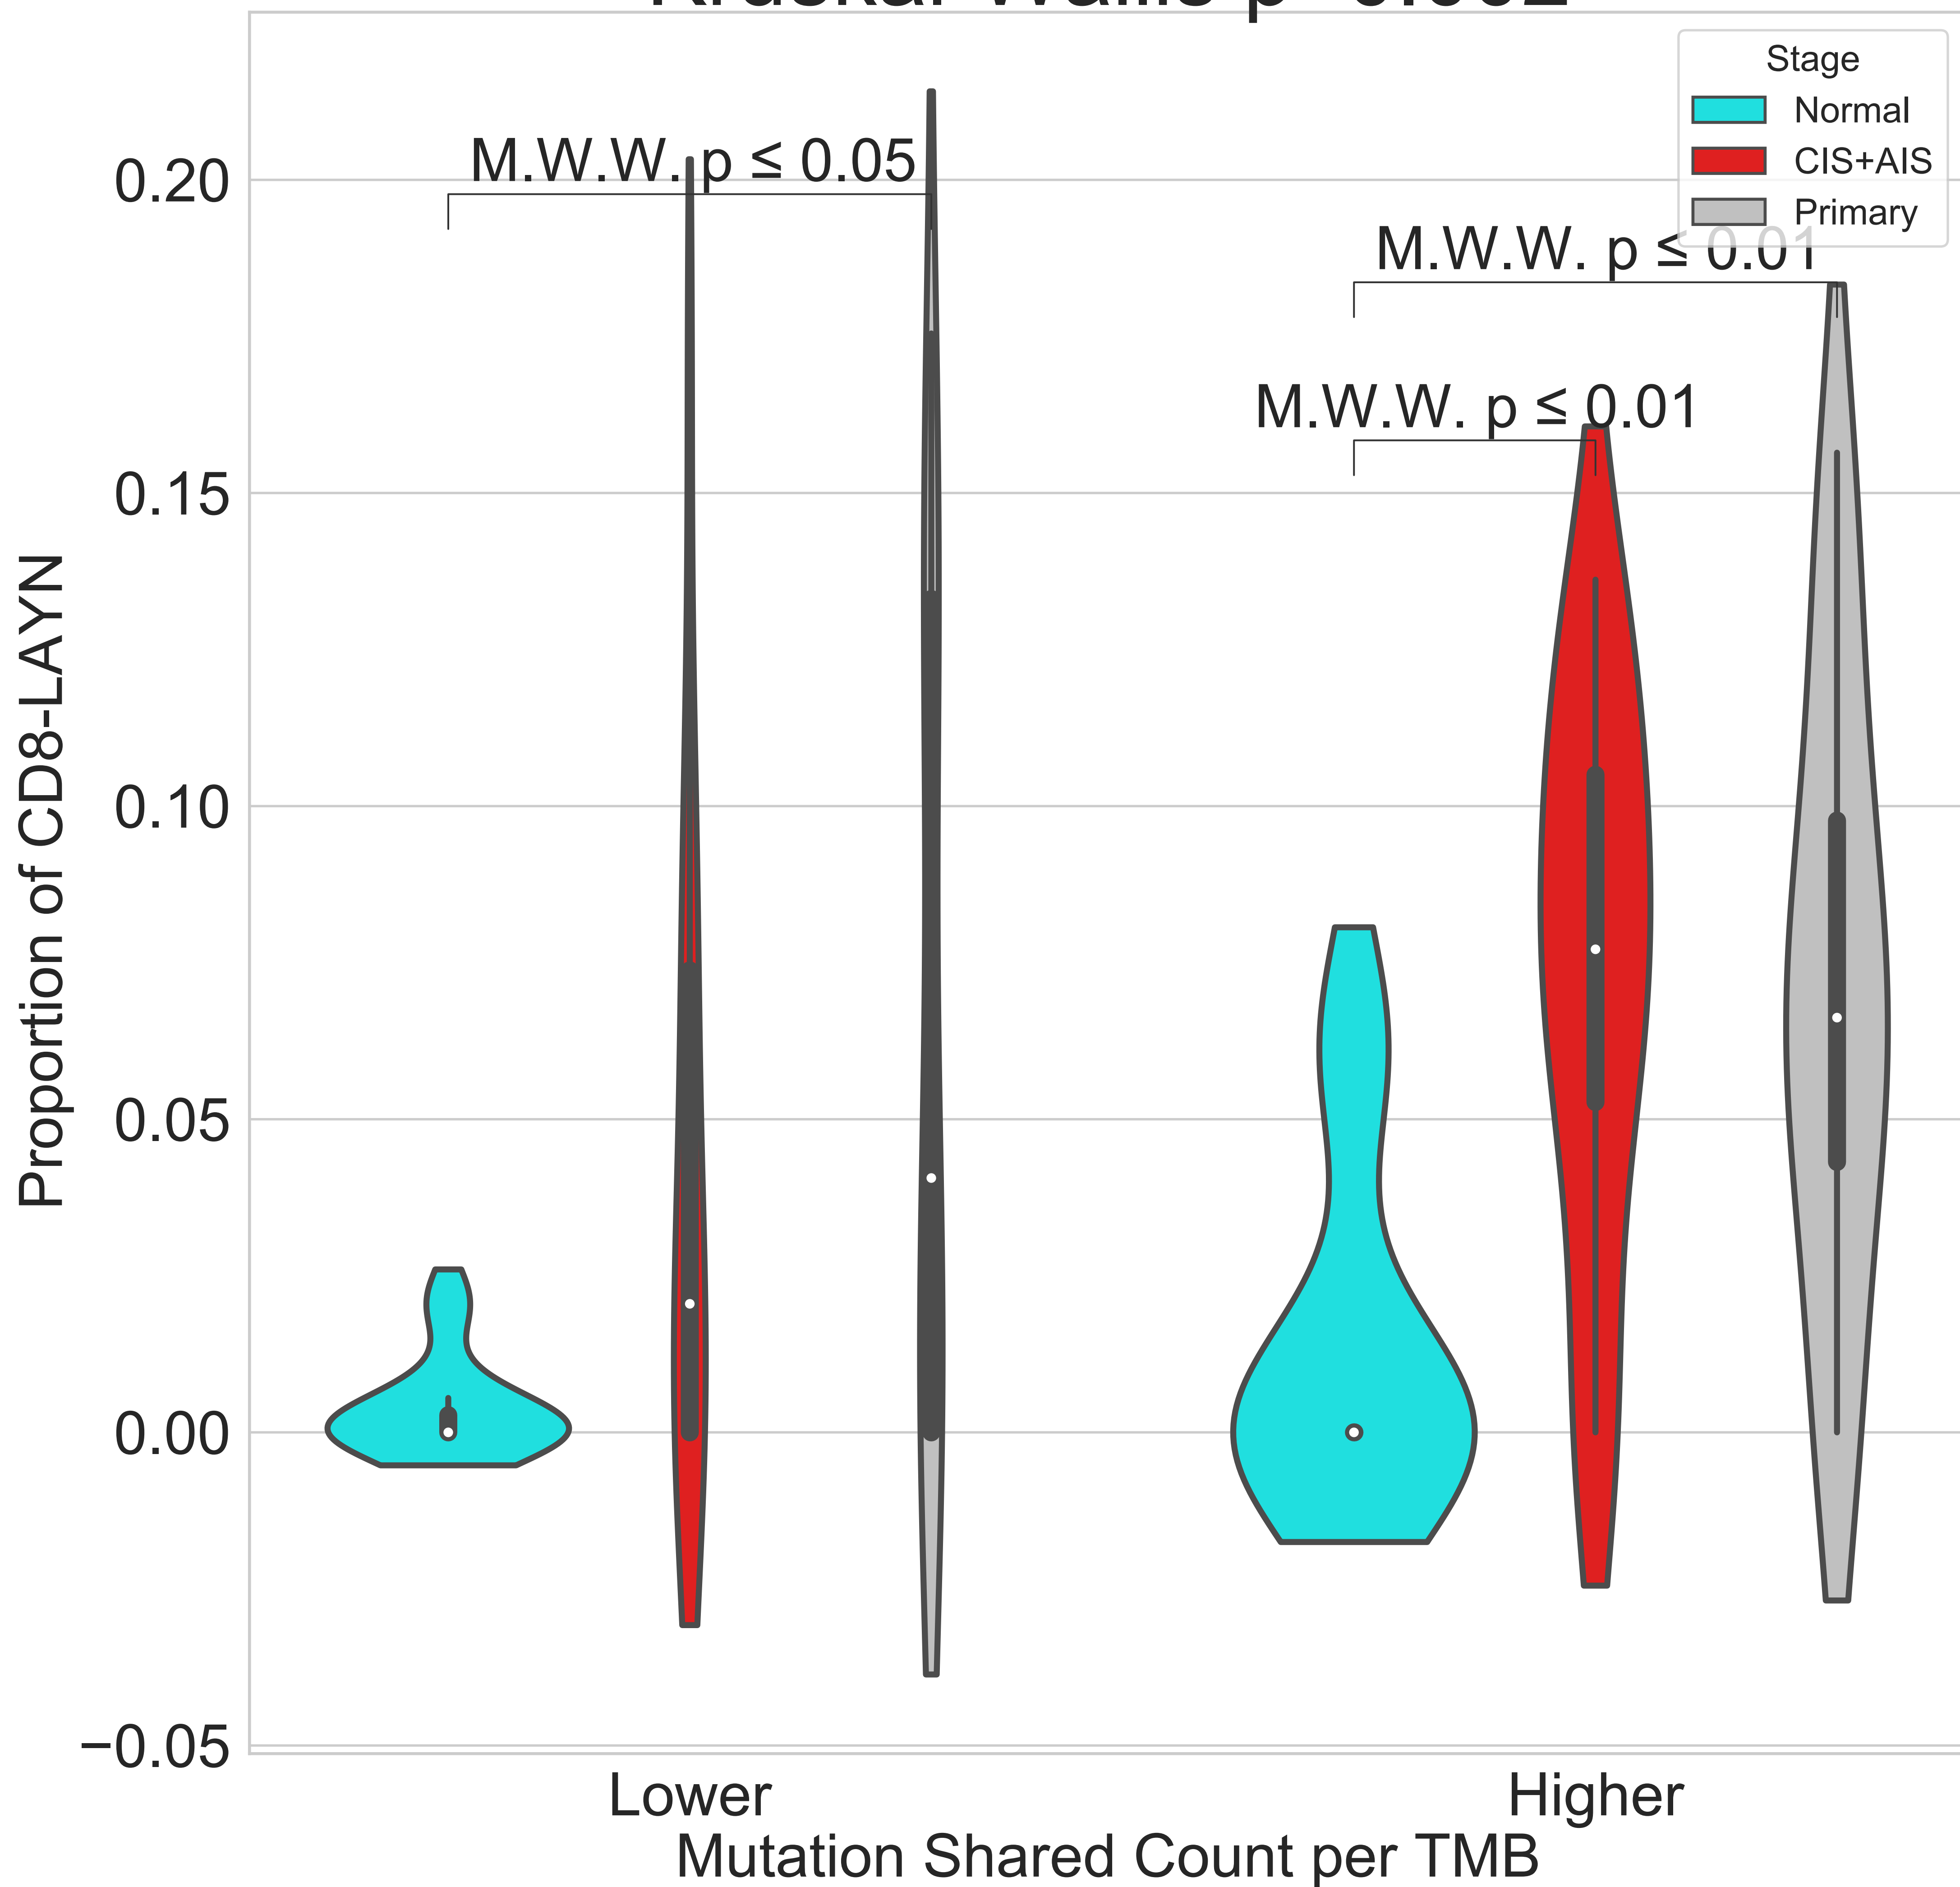 Stage
Normal
CIS+AIS
Primary
M.W.W. p ≤ 0.05
M.W.W. p ≤ 0.01
M.W.W. p ≤ 0.01
0.20
0.15
0.10
0.05
0.00
−0.05
Proportion of CD8-LAYN
Lower
Higher
Mutation Shared Count per TMB